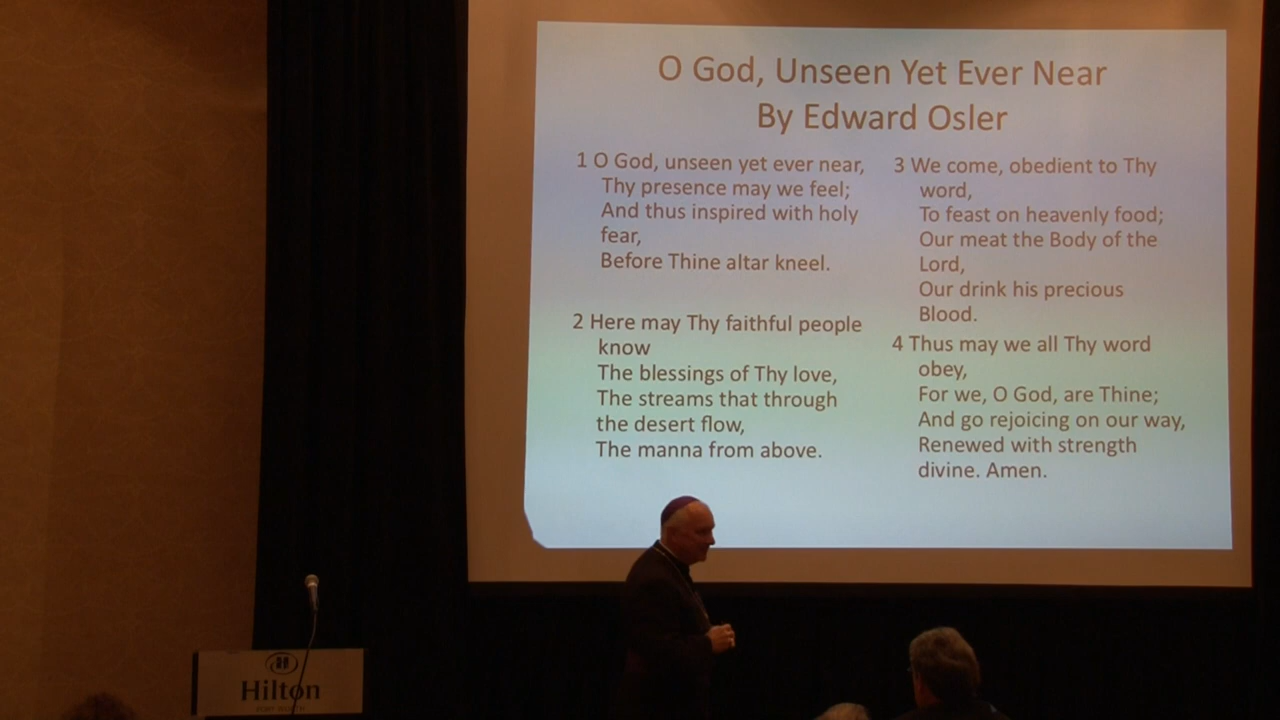 O God, Unseen Yet Ever Near
By Edward Osler
1 O God, unseen yet ever near,
Thy presence may we feel;
And thus inspired with holy
fear,
Before Thine altar kneel.
2 Here may Thy faithful people
know
The blessings of Thy love,
The streams that through
the desert flow,
The manna from above.
3 We come, obedient to Thy
word,
To feast on heavenly food;
Our meat the Body of the
Lord,
Our drink his precious
Blood.
4 Thus may we all Thy word
obey,
For we, O God, are Thine;
And go rejoicing on our way,
Renewed with strength
divine. Amen.
Hilton
FORT WORTH